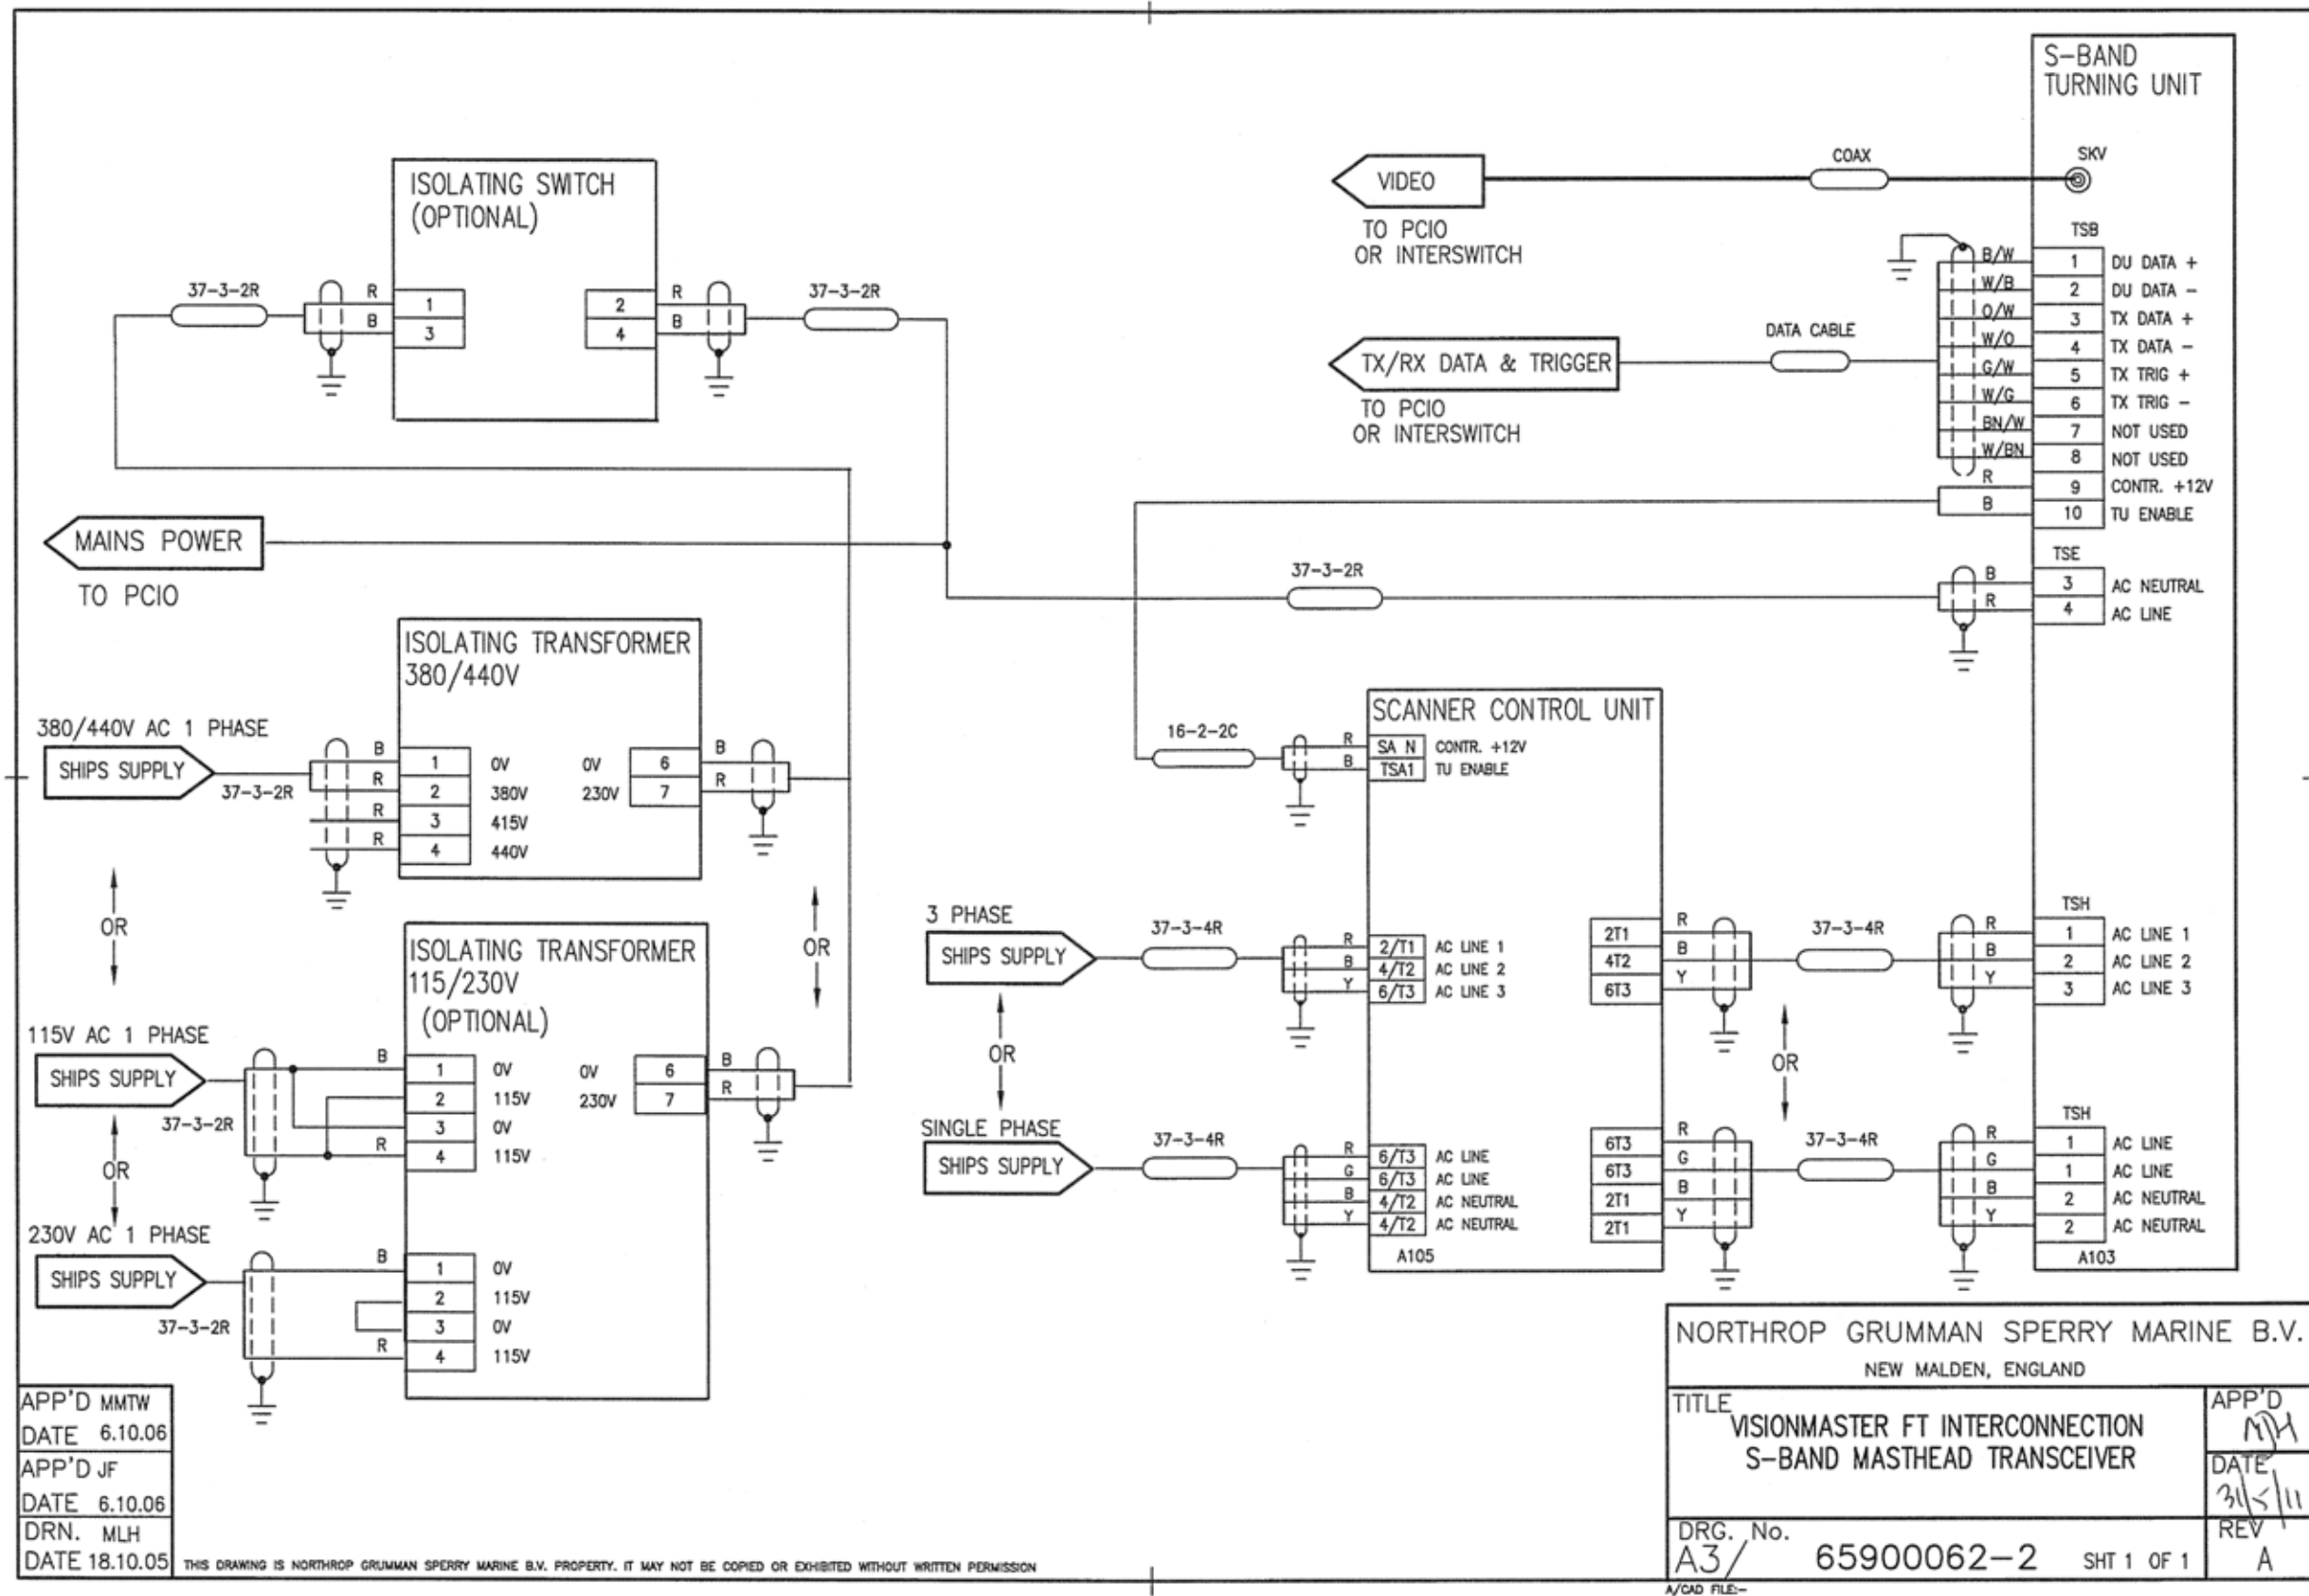 S-BAND
TURNING UNIT
COAX
SKV
VIDEO
TO PCIO
OR INTERSWITCH
ISOLATING SWITCH
(OPTIONAL)
37-3-2R
R 1
B 3
2 R
4 B
37-3-2R
TSB
B/W 1 DU DATA +
W/B 2 DU DATA -
O/W 3 TX DATA +
W/O 4 TX DATA -
G/W 5 TX TRIG +
W/G 6 TX TRIG -
BN/W 7 NOT USED
W/BN 8 NOT USED
R 9 CONTR. +12V
B 10 TU ENABLE
DATA CABLE
TX/RX DATA & TRIGGER
TO PCIO
OR INTERSWITCH
MAINS POWER
TO PCIO
37-3-2R
TSE
B 3 AC NEUTRAL
R 4 AC LINE
ISOLATING TRANSFORMER
380/440V
380/440V AC 1 PHASE
SHIPS SUPPLY
37-3-2R
B 1 0V
R 2 380V
R 3 415V
R 4 440V
0V 6 B
230V 7 R
OR
OR
SCANNER CONTROL UNIT
16-2-2C
R SA N CONTR. +12V
B TSA1 TU ENABLE
3 PHASE
SHIPS SUPPLY
37-3-4R
R 2/T1 AC LINE 1
B 4/T2 AC LINE 2
Y 6/T3 AC LINE 3
2T1 R
4T2 B
6T3 Y
37-3-4R
TSH
R 1 AC LINE 1
B 2 AC LINE 2
Y 3 AC LINE 3
OR
OR
ISOLATING TRANSFORMER
115/230V
(OPTIONAL)
115V AC 1 PHASE
SHIPS SUPPLY
37-3-2R
B 1 0V
2 115V
3 0V
R 4 115V
0V 6 B
230V 7 R
OR
230V AC 1 PHASE
SHIPS SUPPLY
37-3-2R
B 1 0V
2 115V
3 0V
R 4 115V
SINGLE PHASE
SHIPS SUPPLY
37-3-4R
R 6/T3 AC LINE
G 6/T3 AC LINE
B 4/T2 AC NEUTRAL
Y 4/T2 AC NEUTRAL
A105
6T3 R
6T3 G
2T1 B
2T1 Y
37-3-4R
TSH
R 1 AC LINE
G 1 AC LINE
B 2 AC NEUTRAL
Y 2 AC NEUTRAL
A103
APP'D MMTW
DATE 6.10.06
APP'D JF
DATE 6.10.06
DRN. MLH
DATE 18.10.05
THIS DRAWING IS NORTHROP GRUMMAN SPERRY MARINE B.V. PROPERTY. IT MAY NOT BE COPIED OR EXHIBITED WITHOUT WRITTEN PERMISSION
NORTHROP GRUMMAN SPERRY MARINE B.V.
NEW MALDEN, ENGLAND
TITLE
VISIONMASTER FT INTERCONNECTION
S-BAND MASTHEAD TRANSCEIVER
APP'D
DATE
31/5/11
DRG. No.
A3/ 65900062-2 SHT 1 OF 1
REV
A
A/CAD FILE:-